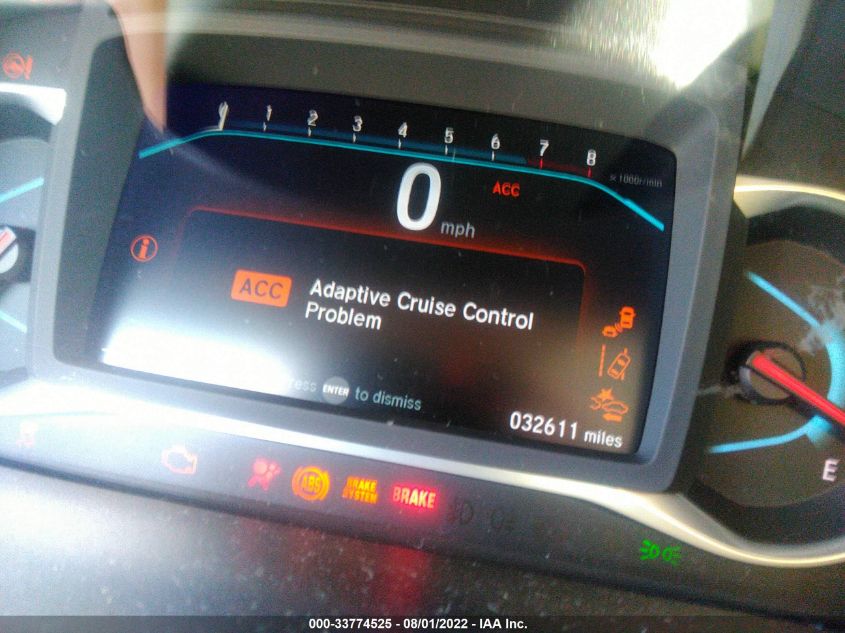 1 2 3 4 5 6 7 8
x1000r/min
ACC
0 mph
ACC Adaptive Cruise Control
Problem
ress ENTER to dismiss
032611 miles
ABS
BRAKE
SYSTEM
BRAKE
E
000-33774525 - 08/01/2022 - IAA Inc.